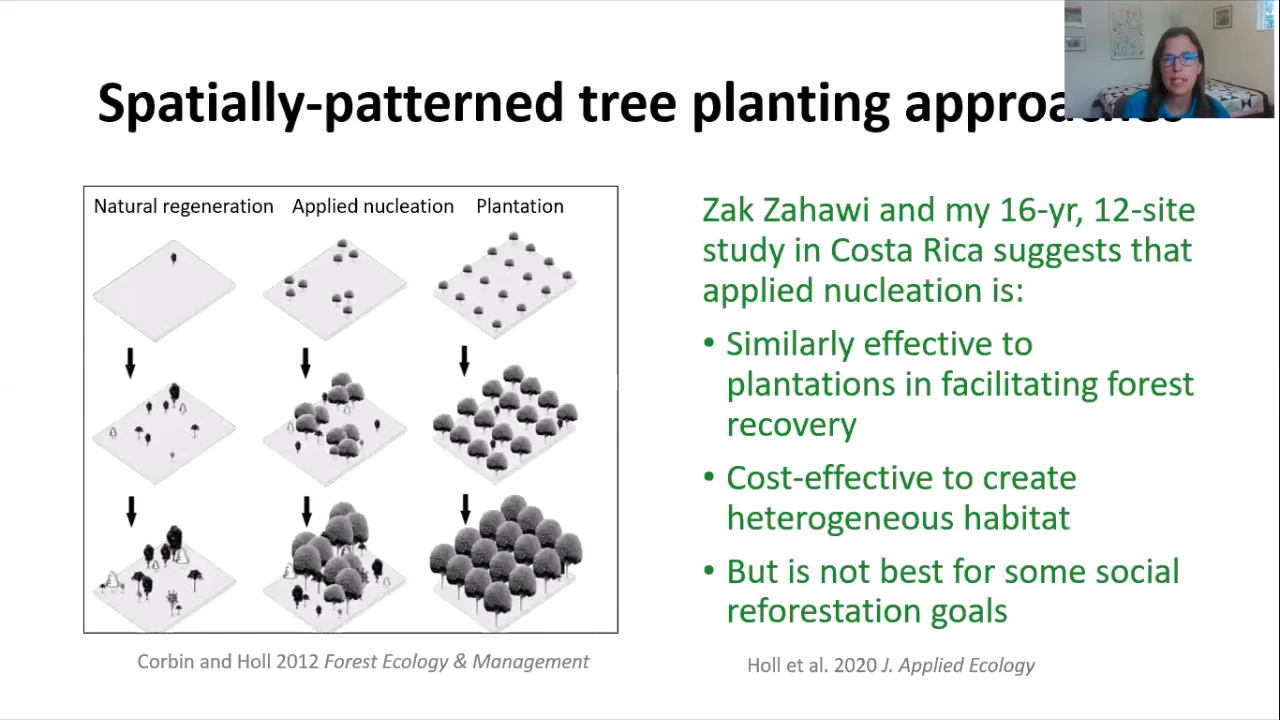 Spatially-patterned tree planting
Natural regeneration Applied nucleation Plantation
Zak Zahawi and my 16-yr, 12-site
study in Costa Rica suggests that
applied nucleation is:
• Similarly effective to
plantations in facilitating forest
recovery
• Cost-effective to create
heterogeneous habitat
• But is not best for some social
reforestation goals
Corbin and Holl 2012 Forest Ecology & Management
Holl et al. 2020 J. Applied Ecology